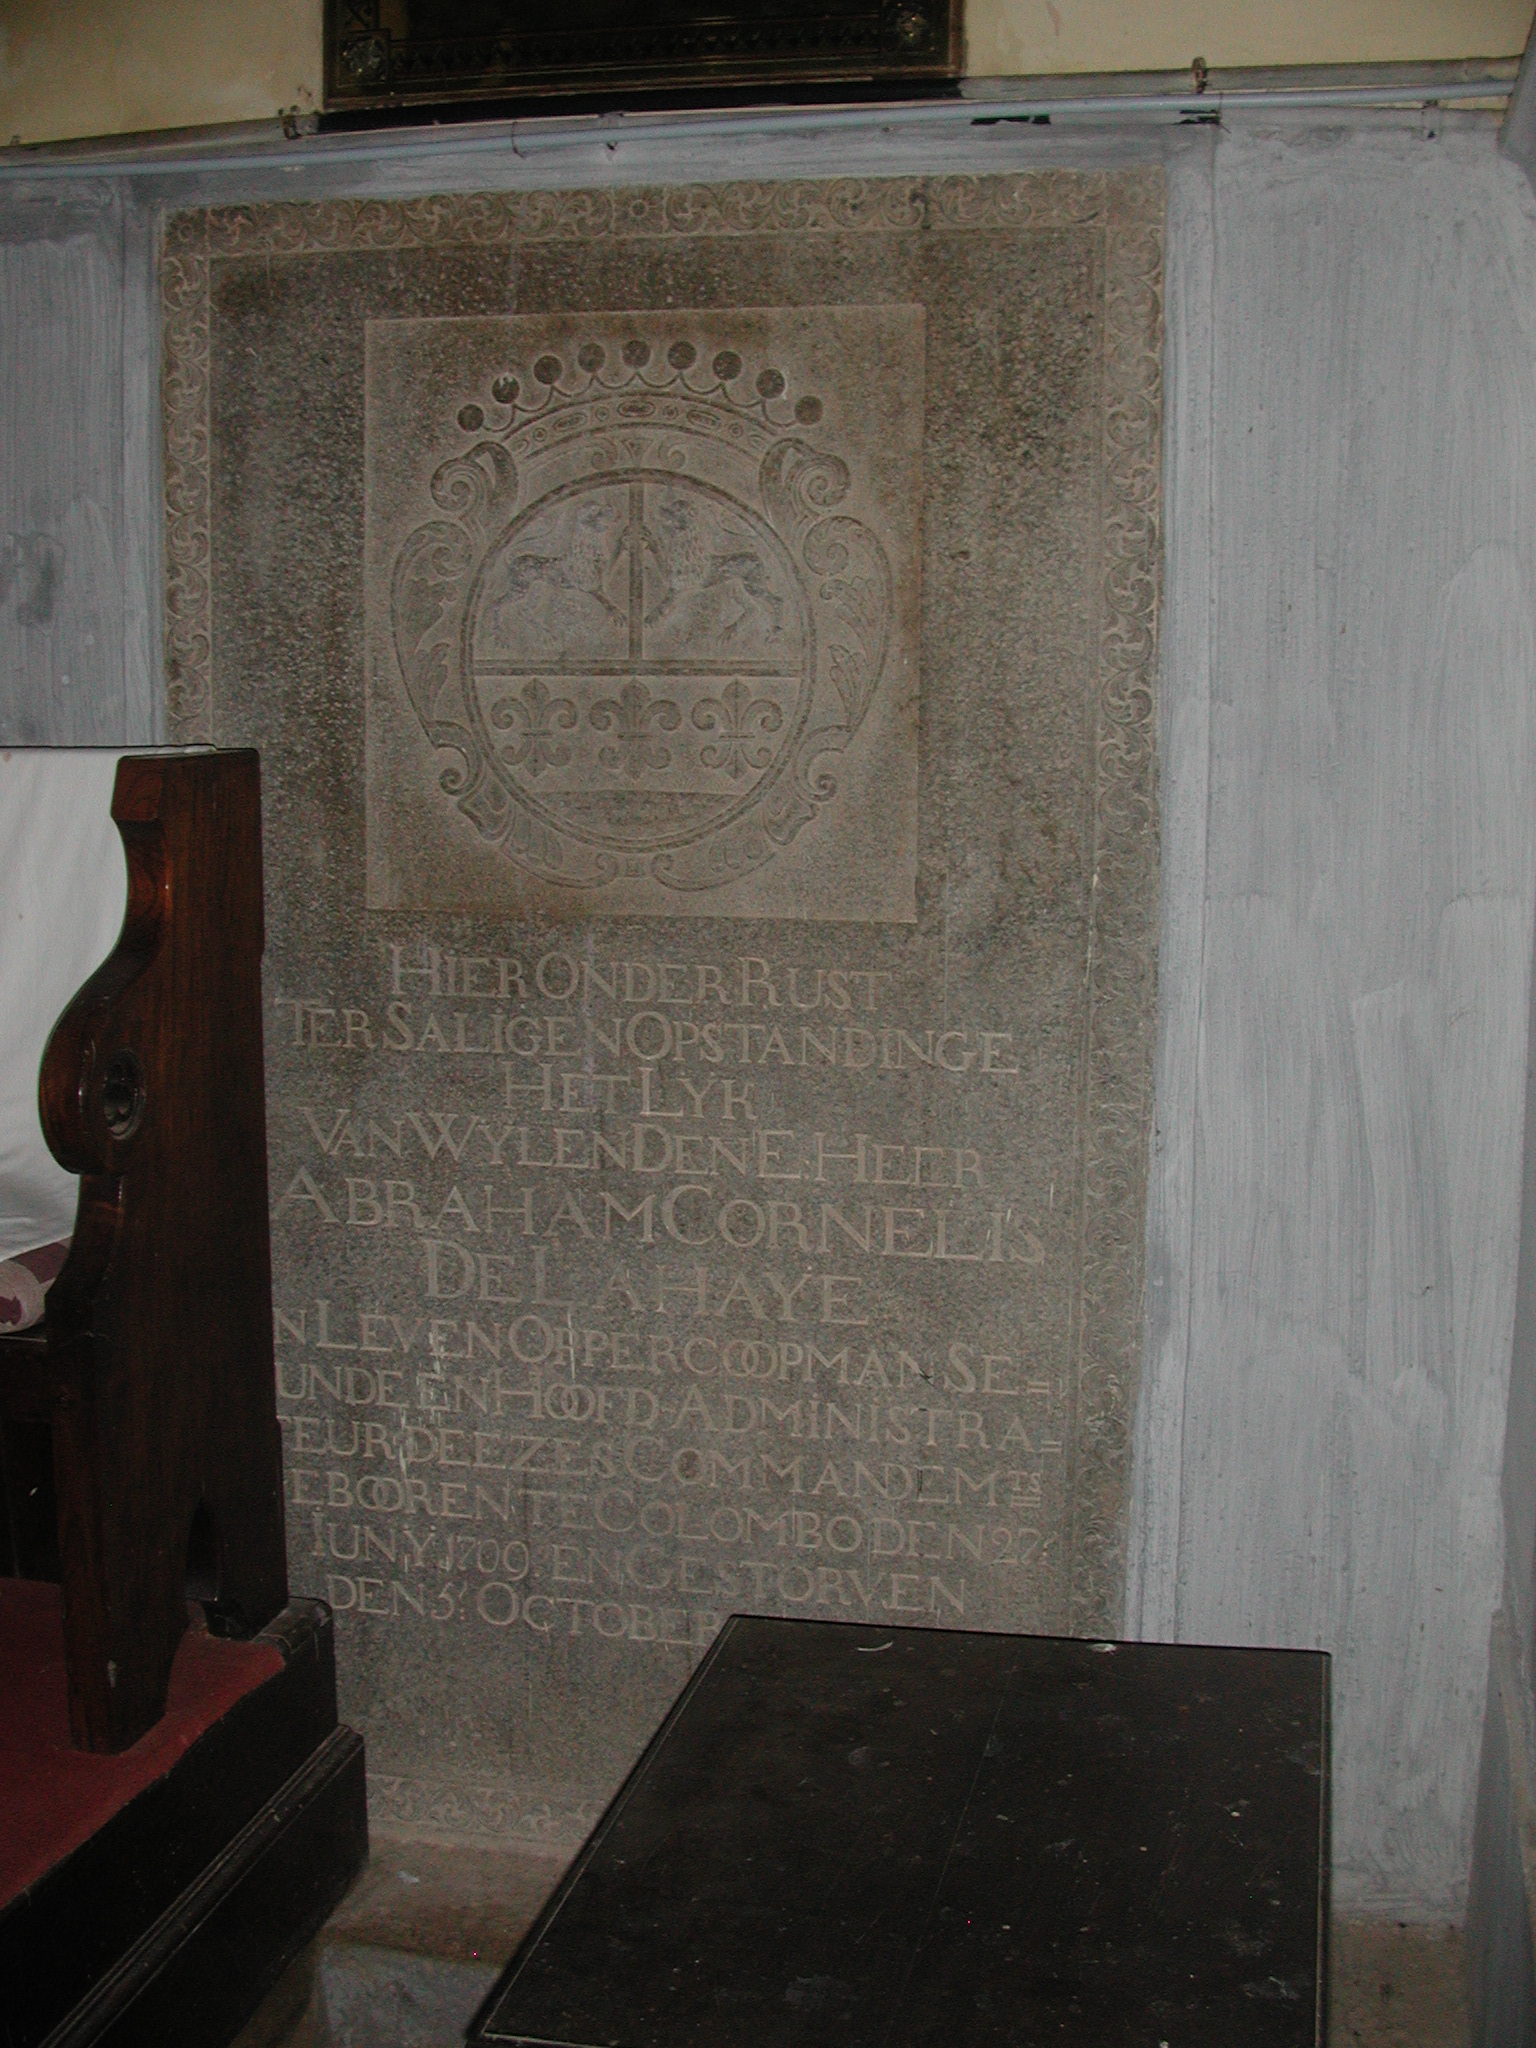 HIER ONDER RUST
TER SALIGEN OPSTANDINGE
HET LYK
VAN WYLEN DEN E: HEER
ABRAHAM CORNELIS
DE LA HAYE
N LEVEN OPPERCOOPMAN SE=
UNDE EN HOOFD-ADMINISTRA=
TEUR DEEZES COMMANDEMTS
EBOOREN TE COLOMBO DEN 27.
IUNY 1709. EN GESTORVEN
DEN 5.' OCTOBER